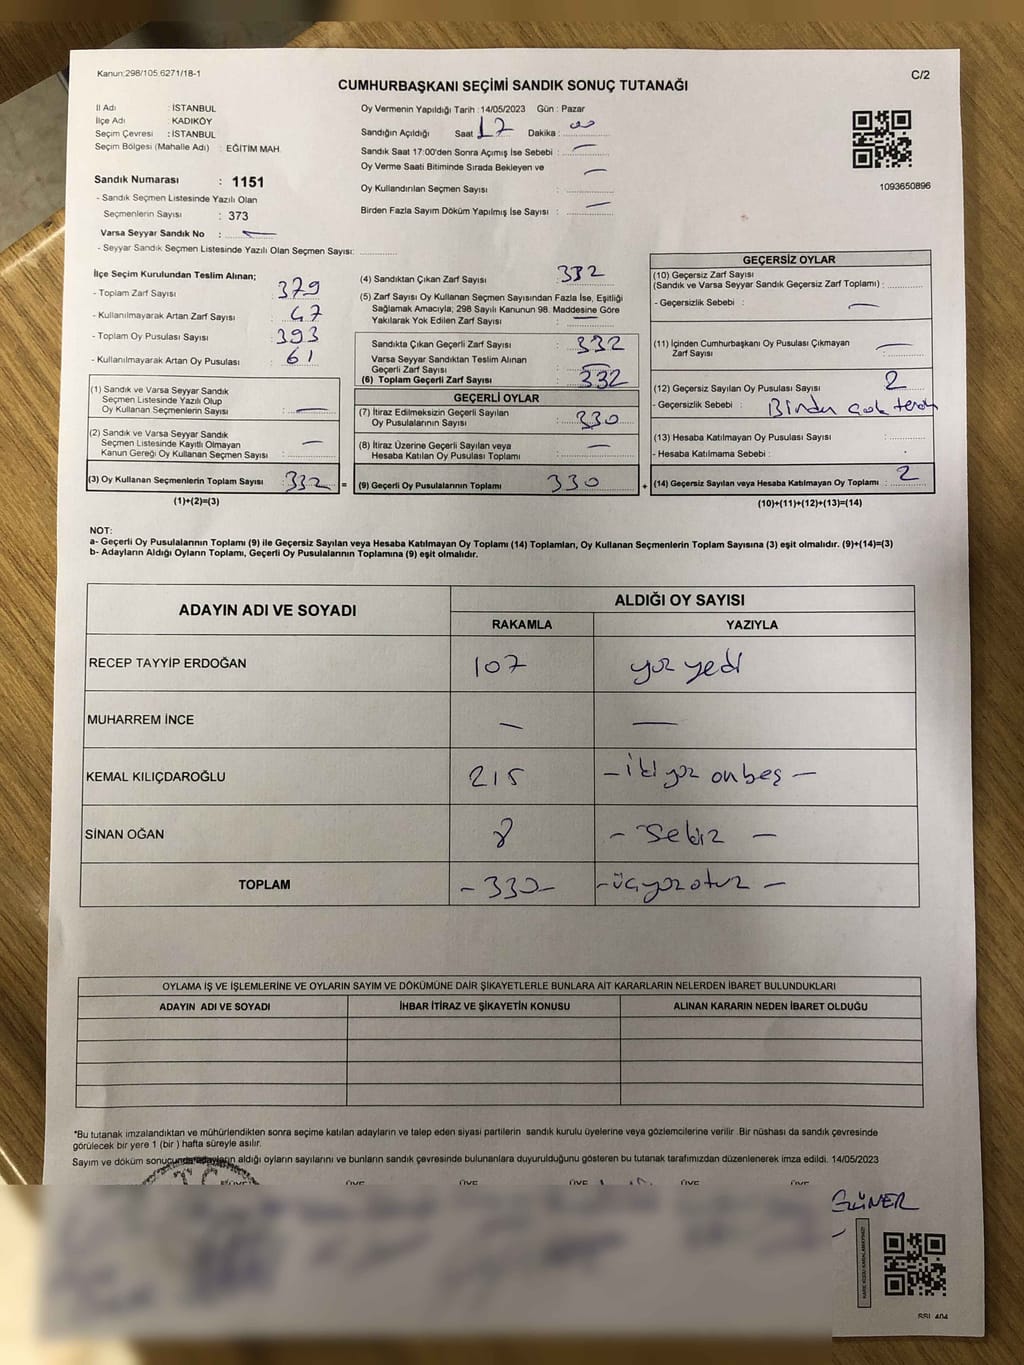 Kanun:298/105,6271/18-1
C/2
CUMHURBAŞKANI SEÇİMİ SANDIK SONUÇ TUTANAĞI
İl Adı : İSTANBUL
İlçe Adı : KADIKÖY
Seçim Çevresi : İSTANBUL
Seçim Bölgesi (Mahalle Adı) : EĞİTİM MAH.
Sandık Numarası : 1151
- Sandık Seçmen Listesinde Yazılı Olan
Seçmenlerin Sayısı : 373
Varsa Seyyar Sandık No : —
- Seyyar Sandık Seçmen Listesinde Yazılı Olan Seçmen Sayısı:
Oy Vermenin Yapıldığı Tarih : 14/05/2023 Gün : Pazar
Sandığın Açıldığı Saat : 17 Dakika : 00
Sandık Saat 17:00'den Sonra Açımış İse Sebebi : —
Oy Verme Saati Bitiminde Sırada Bekleyen ve —
Oy Kullandırılan Seçmen Sayısı :
Birden Fazla Sayım Döküm Yapılmış İse Sayısı : —
1093650896
İlçe Seçim Kurulundan Teslim Alınan;
- Toplam Zarf Sayısı : 379
- Kullanılmayarak Artan Zarf Sayısı : 47
- Toplam Oy Pusulası Sayısı : 393
- Kullanılmayarak Artan Oy Pusulası : 61
(1) Sandık ve Varsa Seyyar Sandık
Seçmen Listesinde Yazılı Olup
Oy Kullanan Seçmenlerin Sayısı : —
(2) Sandık ve Varsa Seyyar Sandık
Seçmen Listesinde Kayıtlı Olmayan
Kanun Gereği Oy Kullanan Seçmen Sayısı : —
(3) Oy Kullanan Seçmenlerin Toplam Sayısı : 332 =
(1)+(2)=(3)
(4) Sandıktan Çıkan Zarf Sayısı : 332
(5) Zarf Sayısı Oy Kullanan Seçmen Sayısından Fazla İse, Eşitliği
Sağlamak Amacıyla; 298 Sayılı Kanunun 98. Maddesine Göre
Yakılarak Yok Edilen Zarf Sayısı : —
Sandıkta Çıkan Geçerli Zarf Sayısı : 332
Varsa Seyyar Sandıktan Teslim Alınan
Geçerli Zarf Sayısı : —
(6) Toplam Geçerli Zarf Sayısı : 332
GEÇERLİ OYLAR
(7) İtiraz Edilmeksizin Geçerli Sayılan
Oy Pusulalarının Sayısı : 330
(8) İtiraz Üzerine Geçerli Sayılan veya
Hesaba Katılan Oy Pusulası Toplamı : —
(9) Geçerli Oy Pusulalarının Toplamı : 330 +
GEÇERSİZ OYLAR
(10) Geçersiz Zarf Sayısı
(Sandık ve Varsa Seyyar Sandık Geçersiz Zarf Toplamı) :
- Geçersizlik Sebebi : —
(11) İçinden Cumhurbaşkanı Oy Pusulası Çıkmayan
Zarf Sayısı : —
(12) Geçersiz Sayılan Oy Pusulası Sayısı : 2
- Geçersizlik Sebebi : Birden çok tercih
(13) Hesaba Katılmayan Oy Pusulası Sayısı :
- Hesaba Katılmama Sebebi :
(14) Geçersiz Sayılan veya Hesaba Katılmayan Oy Toplamı : 2
(10)+(11)+(12)+(13)=(14)
NOT:
a- Geçerli Oy Pusulalarının Toplamı (9) ile Geçersiz Sayılan veya Hesaba Katılmayan Oy Toplamı (14) Toplamları, Oy Kullanan Seçmenlerin Toplam Sayısına (3) eşit olmalıdır. (9)+(14)=(3)
b- Adayların Aldığı Oyların Toplamı, Geçerli Oy Pusulalarının Toplamına (9) eşit olmalıdır.
ADAYIN ADI VE SOYADI
ALDIĞI OY SAYISI
RAKAMLA YAZIYLA
RECEP TAYYİP ERDOĞAN 107 yüz yedi
MUHARREM İNCE — —
KEMAL KILIÇDAROĞLU 215 -iki yüz onbeş-
SİNAN OĞAN 8 - Sekiz -
TOPLAM -330- -üçyüzotuz-
OYLAMA İŞ VE İŞLEMLERİNE VE OYLARIN SAYIM VE DÖKÜMÜNE DAİR ŞİKAYETLERLE BUNLARA AİT KARARLARIN NELERDEN İBARET BULUNDUKLARI
ADAYIN ADI VE SOYADI İHBAR İTİRAZ VE ŞİKAYETİN KONUSU ALINAN KARARIN NEDEN İBARET OLDUĞU
*Bu tutanak imzalandıktan ve mühürlendikten sonra seçime katılan adayların ve talep eden siyasi partilerin sandık kurulu üyelerine veya gözlemcilerine verilir. Bir nüshası da sandık çevresinde
görülecek bir yere 1 (bir ) hafta süreyle asılır.
Sayım ve döküm sonucunda adayların aldığı oyların sayılarını ve bunların sandık çevresinde bulunanlara duyurulduğunu gösteren bu tutanak tarafımızdan düzenlenerek imza edildi. 14/05/2023
T.C.
ÜYE ÜYE ÜYE ÜYE ÜYE ÜYE
GÜNER